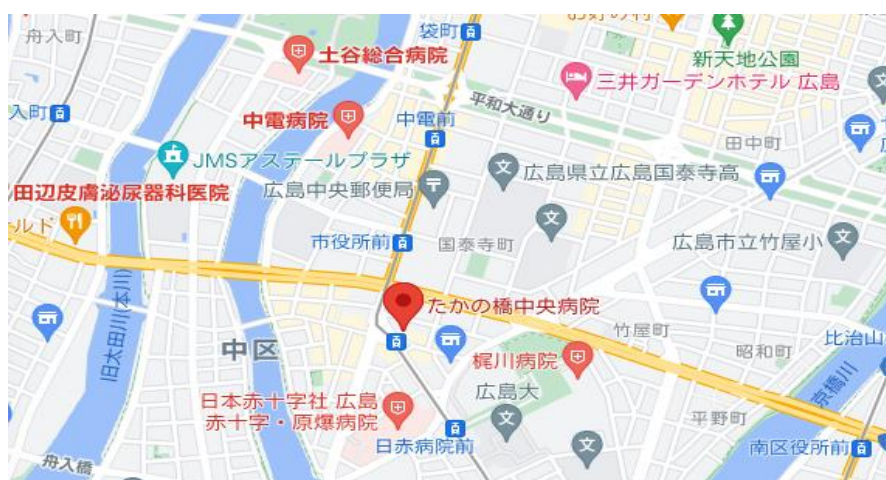 舟入町
袋町
新天地公園
土谷総合病院
三井ガーデンホテル 広島
平和大通り
入町
中電病院
中電前
田中町
JMSアステールプラザ
広島県立広島国泰寺高
田辺皮膚泌尿器科医院
広島中央郵便局
ルド
市役所前
国泰寺町
広島市立竹屋小
たかの橋中央病院
旧太田川(本川)
竹屋町
比治山
中区
昭和町
梶川病院
京橋川
広島大
日本赤十字社 広島
赤十字・原爆病院
平野町
日赤病院前
南区役所前
舟入橋